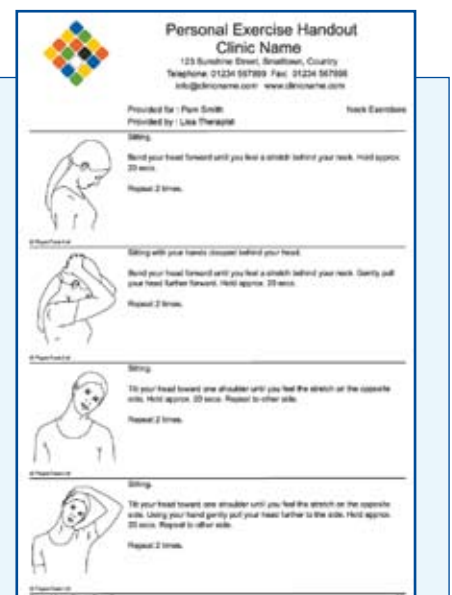 Personal Exercise Handout
Clinic Name
123 Sunshine Street, Smalltown, Country
Telephone: 01234 567899 Fax: 01234 567898
info@clinicname.com www.clinicname.com
Provided for : Pam Smith Neck Exercises
Provided by : Lisa Therapist
Sitting.
Bend your head forward until you feel a stretch behind your neck. Hold approx.
20 secs.
Repeat 2 times.
Sitting with your hands clasped behind your head.
Bend your head forward until you feel a stretch behind your neck. Gently pull
your head further forward. Hold approx. 20 secs.
Repeat 2 times.
Sitting.
Tilt your head toward one shoulder until you feel the stretch on the opposite
side. Hold approx. 20 secs. Repeat to other side.
Repeat 2 times.
Sitting.
Tilt your head toward one shoulder until you feel the stretch on the opposite
side. Using your hand gently pull your head further to the side. Hold approx.
20 secs. Repeat to other side.
Repeat 2 times.